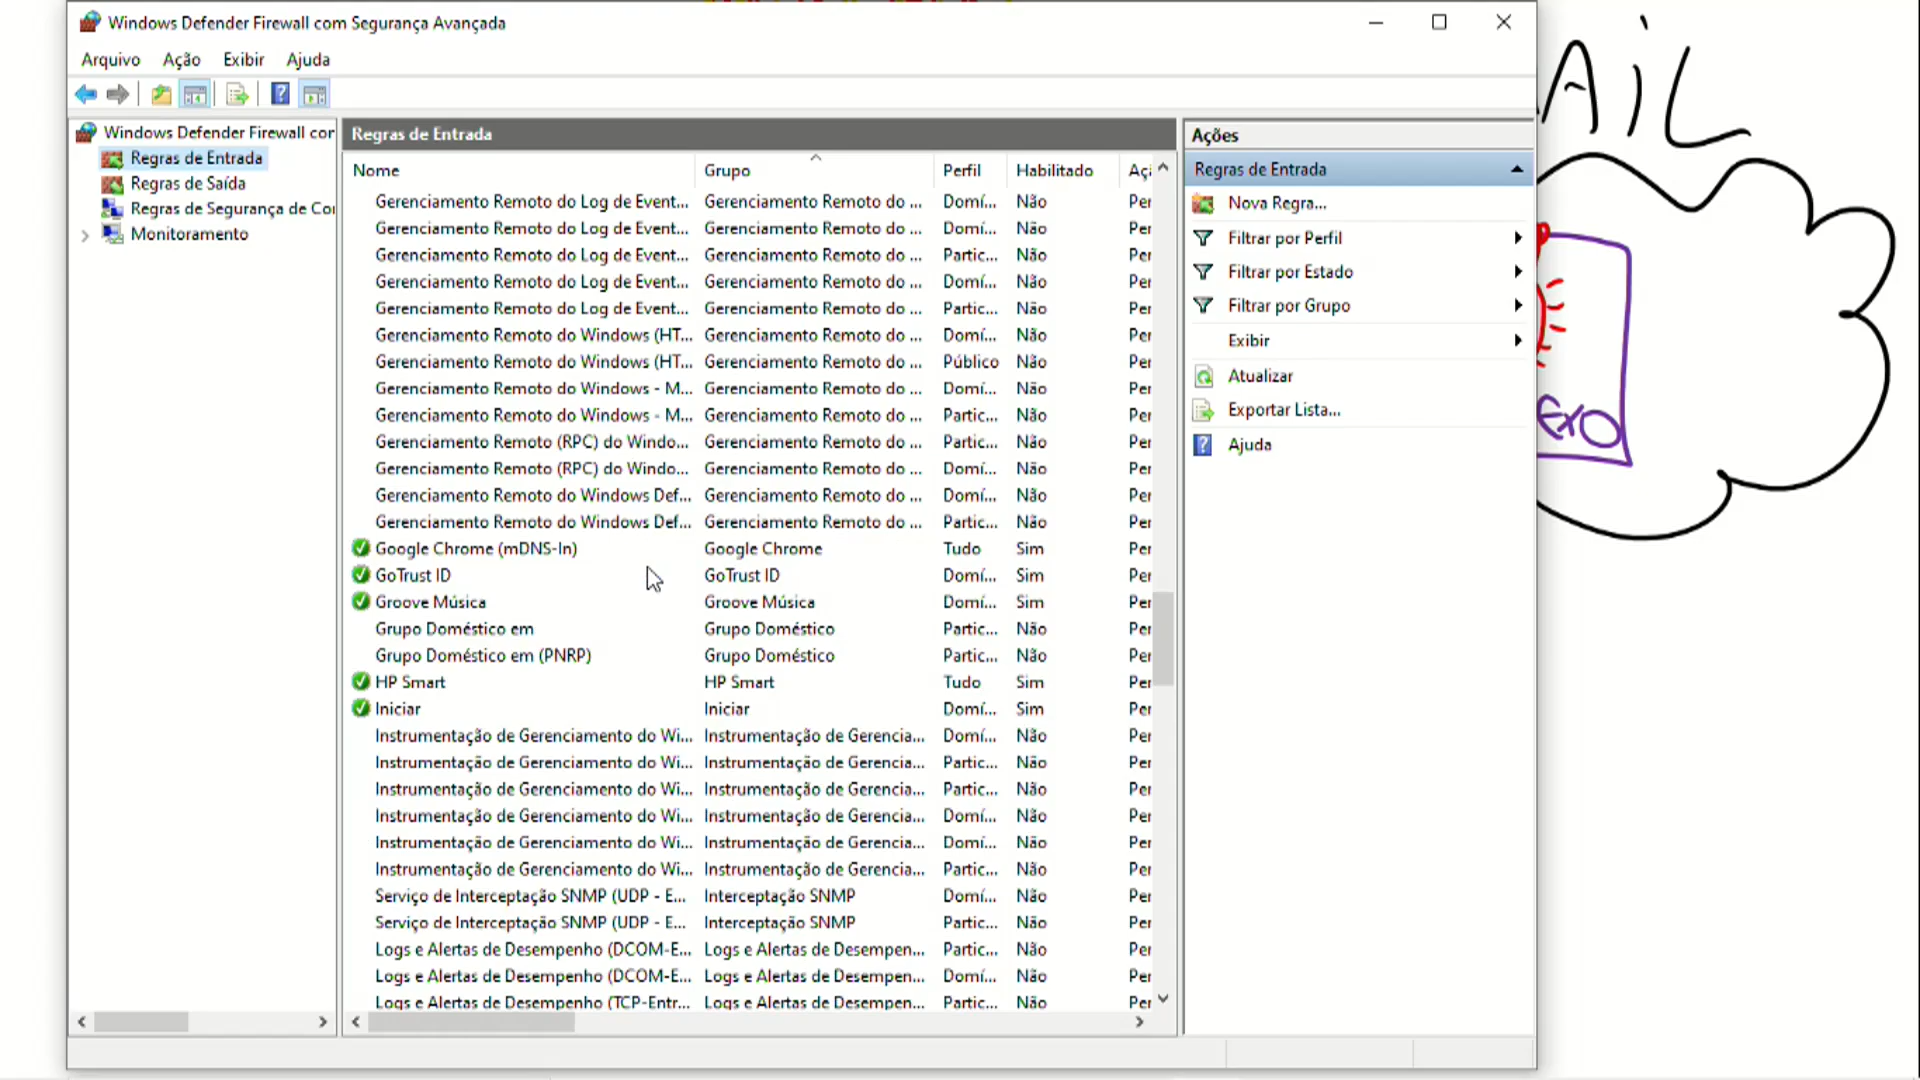 Windows Defender Firewall com Segurança Avançada
Arquivo Ação Exibir Ajuda
Windows Defender Firewall cor
Regras de Entrada
Regras de Saída
Regras de Segurança de Co
Monitoramento
Regras de Entrada
Nome Grupo Perfil Habilitado Açã
Gerenciamento Remoto do Log de Event... Gerenciamento Remoto do ... Domí... Não Per
Gerenciamento Remoto do Log de Event... Gerenciamento Remoto do ... Domí... Não Per
Gerenciamento Remoto do Log de Event... Gerenciamento Remoto do ... Partic... Não Per
Gerenciamento Remoto do Log de Event... Gerenciamento Remoto do ... Domí... Não Per
Gerenciamento Remoto do Log de Event... Gerenciamento Remoto do ... Partic... Não Per
Gerenciamento Remoto do Windows (HT... Gerenciamento Remoto do ... Domí... Não Per
Gerenciamento Remoto do Windows (HT... Gerenciamento Remoto do ... Público Não Per
Gerenciamento Remoto do Windows - M... Gerenciamento Remoto do ... Domí... Não Per
Gerenciamento Remoto do Windows - M... Gerenciamento Remoto do ... Partic... Não Per
Gerenciamento Remoto (RPC) do Windo... Gerenciamento Remoto do ... Partic... Não Per
Gerenciamento Remoto (RPC) do Windo... Gerenciamento Remoto do ... Domí... Não Per
Gerenciamento Remoto do Windows Def... Gerenciamento Remoto do ... Domí... Não Per
Gerenciamento Remoto do Windows Def... Gerenciamento Remoto do ... Partic... Não Per
Google Chrome (mDNS-In) Google Chrome Tudo Sim Per
GoTrust ID GoTrust ID Domí... Sim Per
Groove Música Groove Música Domí... Sim Per
Grupo Doméstico em Grupo Doméstico Partic... Não Per
Grupo Doméstico em (PNRP) Grupo Doméstico Partic... Não Per
HP Smart HP Smart Tudo Sim Per
Iniciar Iniciar Domí... Sim Per
Instrumentação de Gerenciamento do Wi... Instrumentação de Gerencia... Domí... Não Per
Instrumentação de Gerenciamento do Wi... Instrumentação de Gerencia... Partic... Não Per
Instrumentação de Gerenciamento do Wi... Instrumentação de Gerencia... Partic... Não Per
Instrumentação de Gerenciamento do Wi... Instrumentação de Gerencia... Domí... Não Per
Instrumentação de Gerenciamento do Wi... Instrumentação de Gerencia... Domí... Não Per
Instrumentação de Gerenciamento do Wi... Instrumentação de Gerencia... Partic... Não Per
Serviço de Interceptação SNMP (UDP - E... Interceptação SNMP Domí... Não Per
Serviço de Interceptação SNMP (UDP - E... Interceptação SNMP Partic... Não Per
Logs e Alertas de Desempenho (DCOM-E... Logs e Alertas de Desempen... Partic... Não Per
Logs e Alertas de Desempenho (DCOM-E... Logs e Alertas de Desempen... Domí... Não Per
Logs e Alertas de Desempenho (TCP-Entr... Logs e Alertas de Desempen... Partic... Não Per
Ações
Regras de Entrada
Nova Regra...
Filtrar por Perfil
Filtrar por Estado
Filtrar por Grupo
Exibir
Atualizar
Exportar Lista...
Ajuda
AiL
EXO